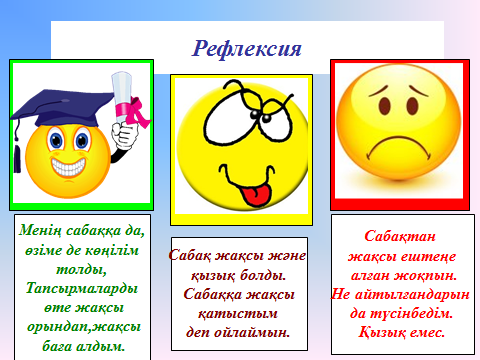 Рефлексия
Менің сабаққа да,
өзіме де көңілім
толды,
Тапсырмаларды
өте жақсы
орындап,жақсы
баға алдым.
Сабақ жақсы және
қызық болды.
Сабаққа жақсы
қатыстым
деп ойлаймын.
Сабақтан
жақсы ештеңе
алған жоқпын.
Не айтылғандарын
да түсінбедім.
Қызық емес.